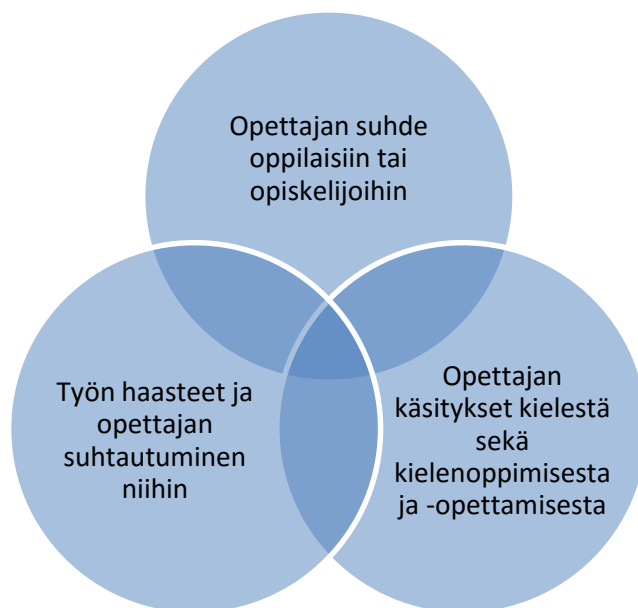 Opettajan suhde
oppilaisiin tai
opiskelijoihin
Työn haasteet ja
opettajan
suhtautuminen
niihin
Opettajan
käsitykset kielestä
sekä
kielenoppimisesta
ja -opettamisesta